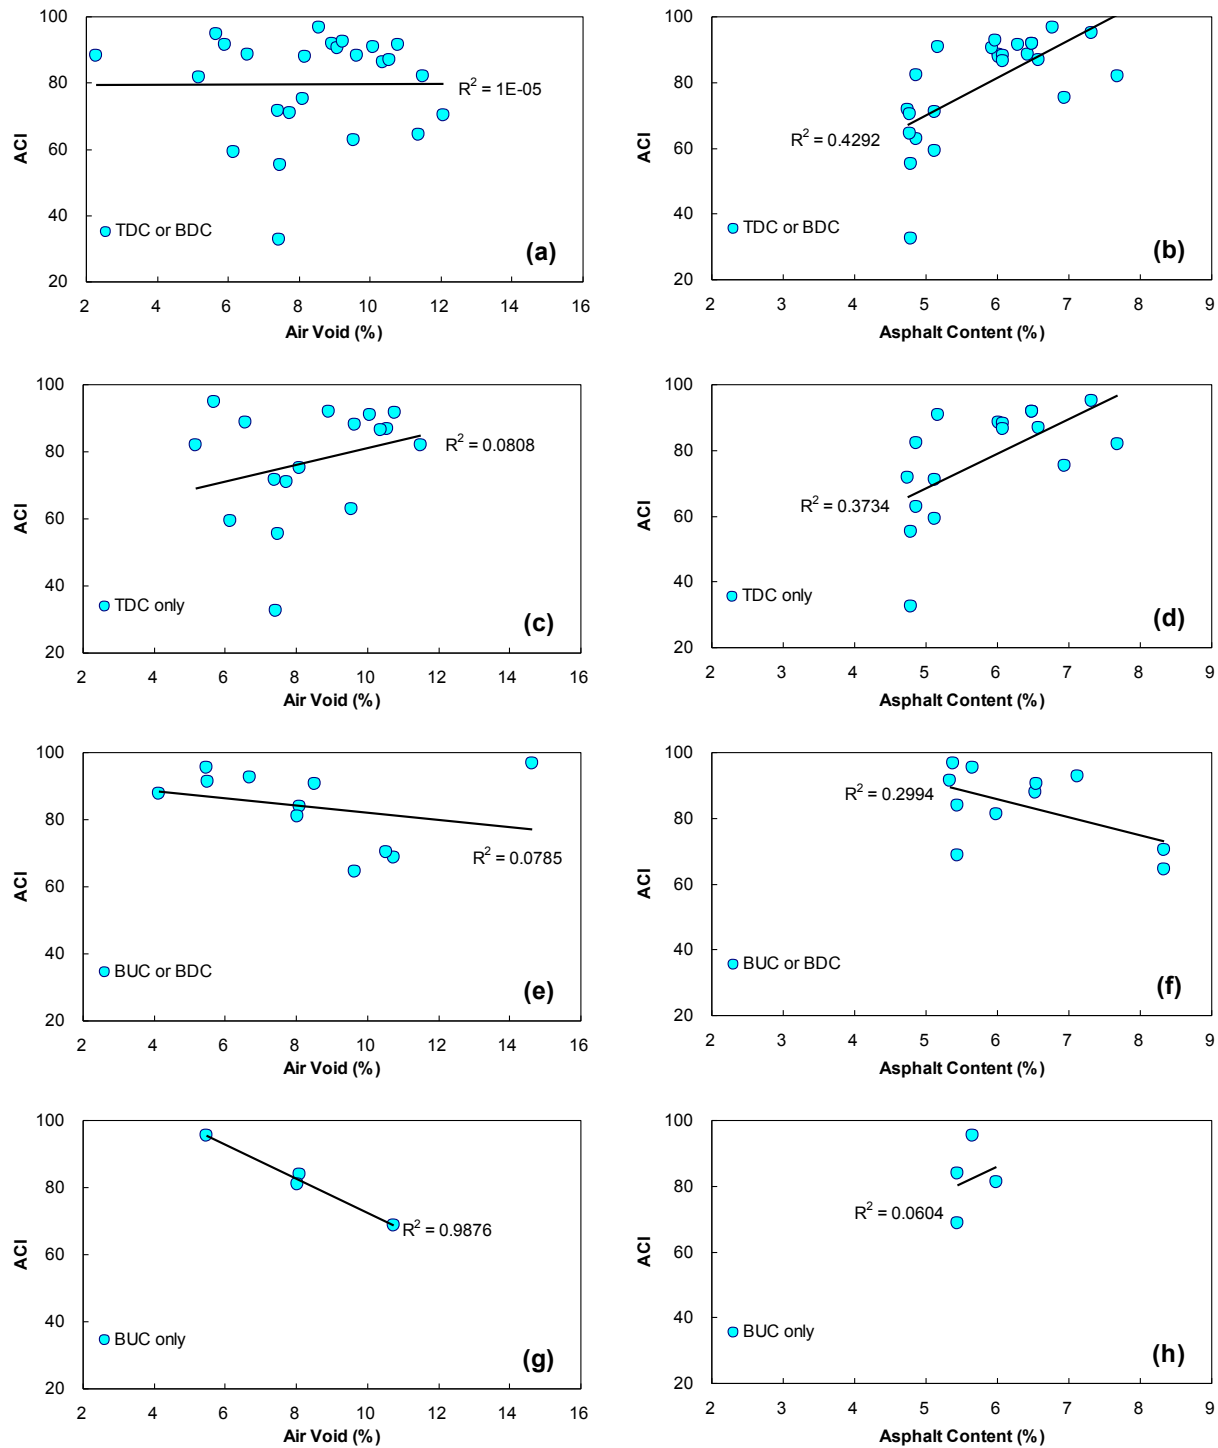 100
80
60
40
20
ACI
R² = 1E-05
TDC or BDC
(a)
2 4 6 8 10 12 14 16
Air Void (%)
100
80
60
40
20
ACI
R² = 0.4292
TDC or BDC
(b)
2 3 4 5 6 7 8 9
Asphalt Content (%)
100
80
60
40
20
ACI
R² = 0.0808
TDC only
(c)
2 4 6 8 10 12 14 16
Air Void (%)
100
80
60
40
20
ACI
R² = 0.3734
TDC only
(d)
2 3 4 5 6 7 8 9
Asphalt Content (%)
100
80
60
40
20
ACI
R² = 0.0785
BUC or BDC
(e)
2 4 6 8 10 12 14 16
Air Void (%)
100
80
60
40
20
ACI
R² = 0.2994
BUC or BDC
(f)
2 3 4 5 6 7 8 9
Asphalt Content (%)
100
80
60
40
20
ACI
R² = 0.9876
BUC only
(g)
2 4 6 8 10 12 14 16
Air Void (%)
100
80
60
40
20
ACI
R² = 0.0604
BUC only
(h)
2 3 4 5 6 7 8 9
Asphalt Content (%)